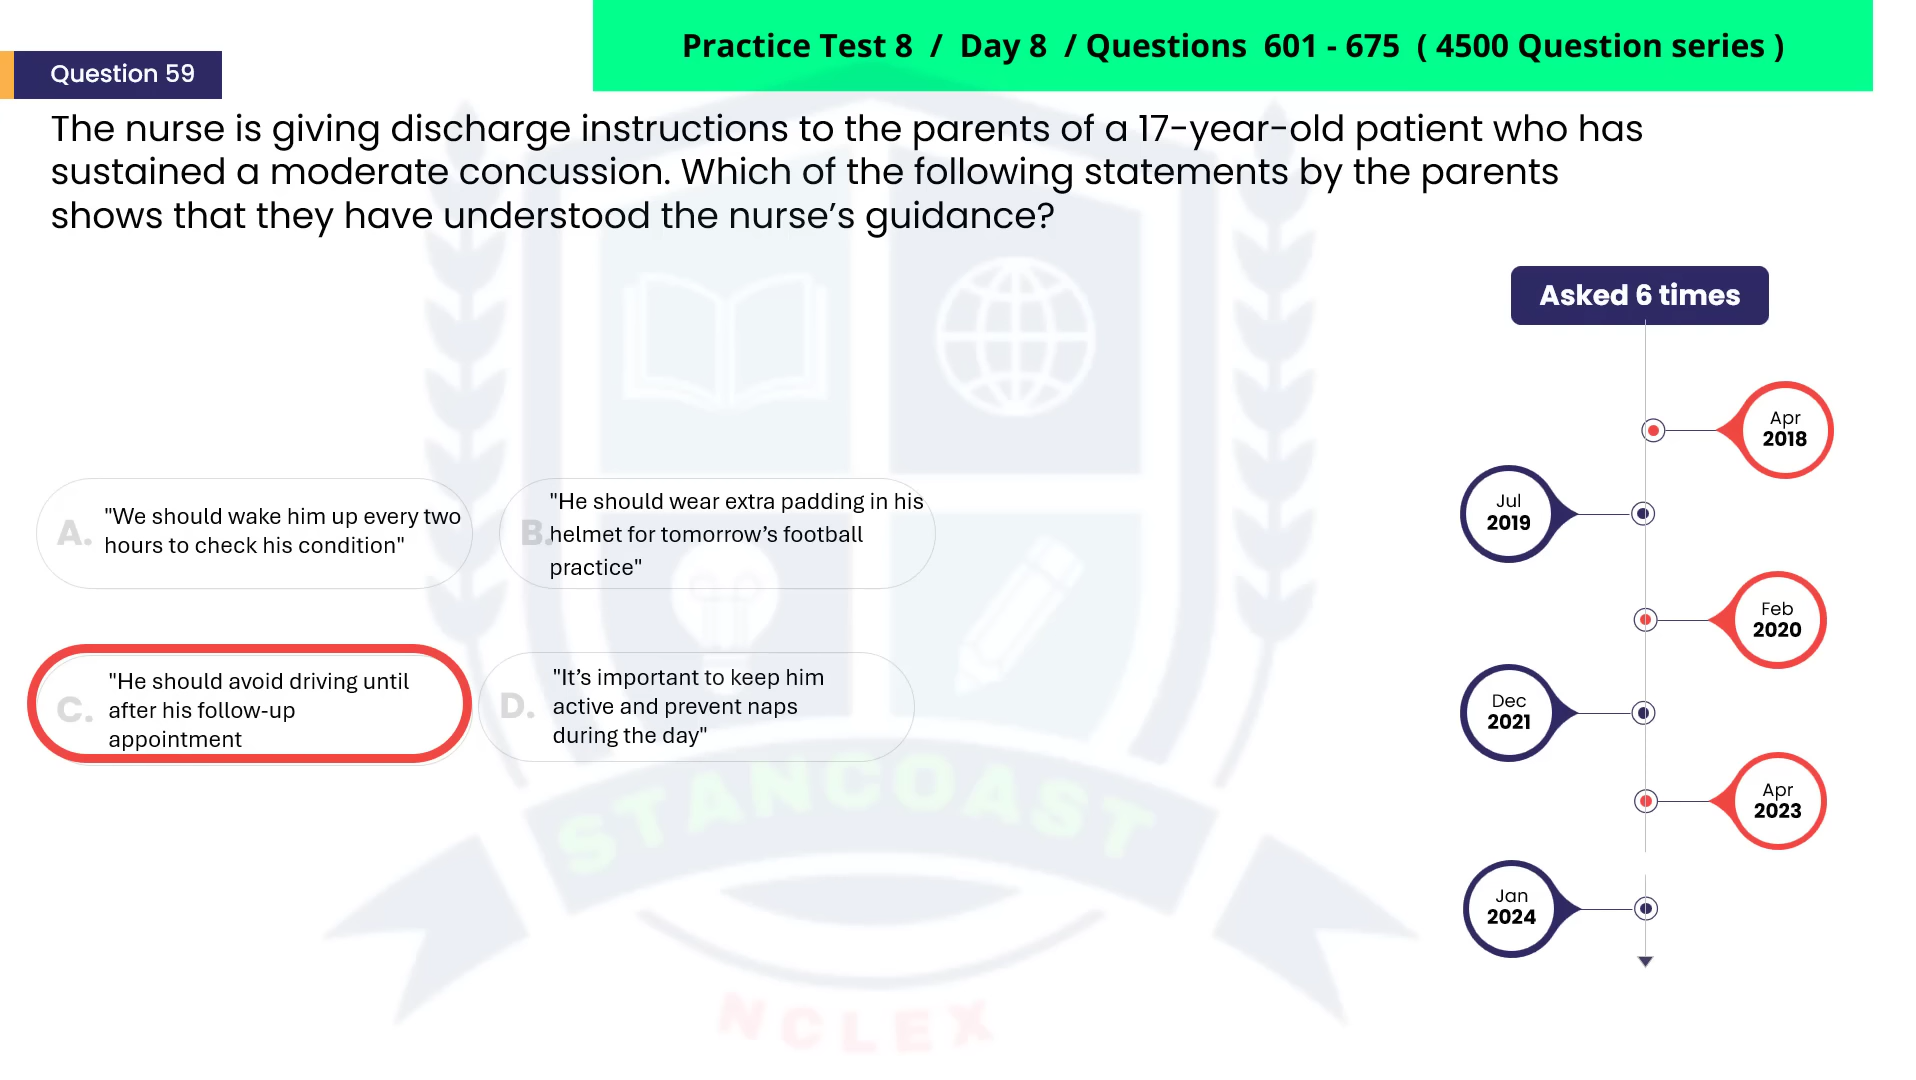 Practice Test 8 / Day 8 / Questions 601 - 675 ( 4500 Question series )
Question 59
The nurse is giving discharge instructions to the parents of a 17-year-old patient who has
sustained a moderate concussion. Which of the following statements by the parents
shows that they have understood the nurse’s guidance?
Asked 6 times
Apr
2018
Jul
2019
Feb
2020
Dec
2021
Apr
2023
Jan
2024
A.
"We should wake him up every two
hours to check his condition"
B.
"He should wear extra padding in his
helmet for tomorrow’s football
practice"
C.
"He should avoid driving until
after his follow-up
appointment
D.
"It’s important to keep him
active and prevent naps
during the day"
STANCOAST
NCLEX